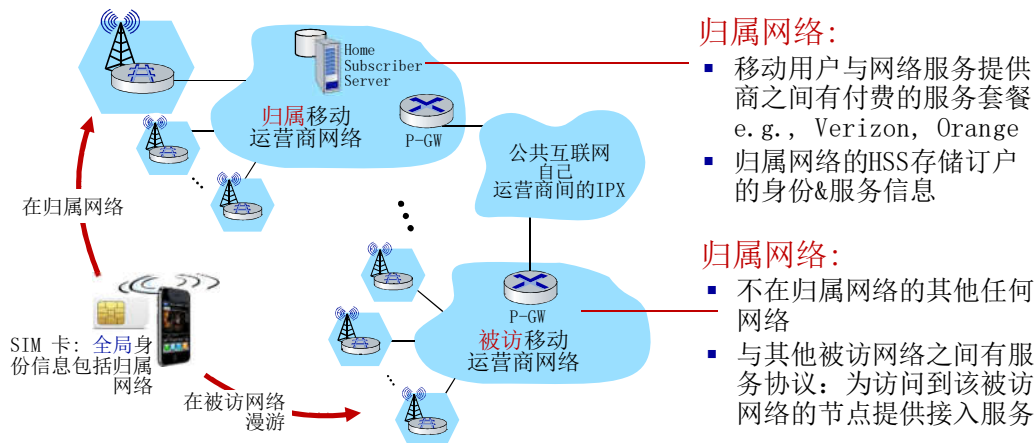 Home
Subscriber
Server
归属移动
运营商网络
P-GW
公共互联网
自己
运营商间的IPX
在归属网络
SIM 卡: 全局身
份信息包括归属
网络
在被访网络
漫游
P-GW
被访移动
运营商网络
归属网络:
▪ 移动用户与网络服务提供
商之间有付费的服务套餐
e.g., Verizon, Orange
▪ 归属网络的HSS存储订户
的身份&服务信息
归属网络:
▪ 不在归属网络的其他任何
网络
▪ 与其他被访网络之间有服
务协议: 为访问到该被访
网络的节点提供接入服务